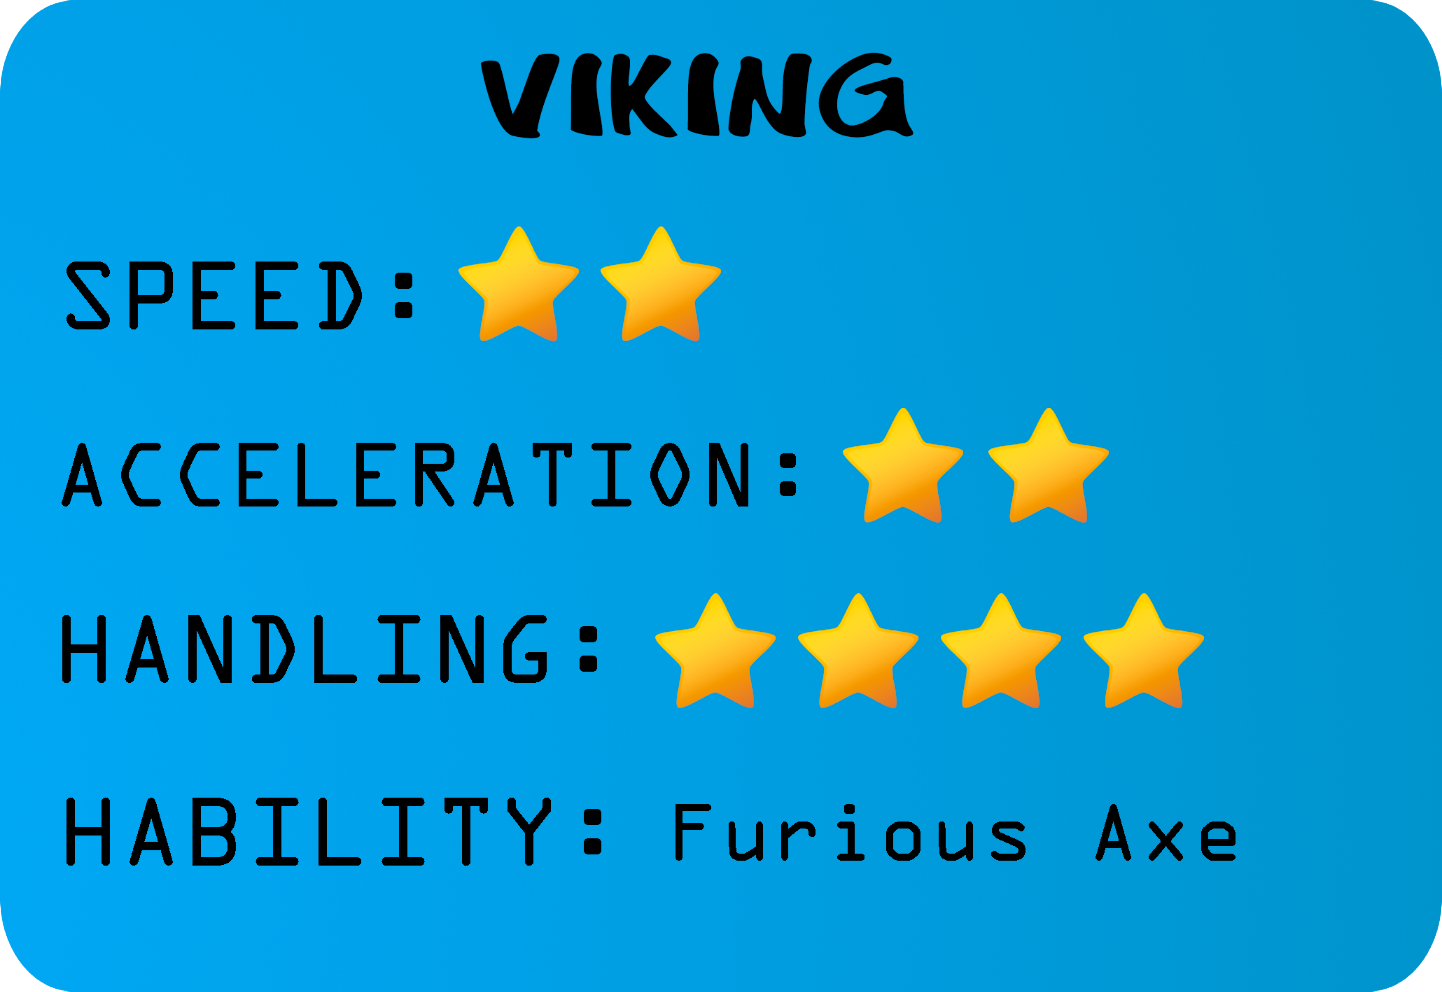 VIKING
SPEED:
ACCELERATION:
HANDLING:
HABILITY: Furious Axe